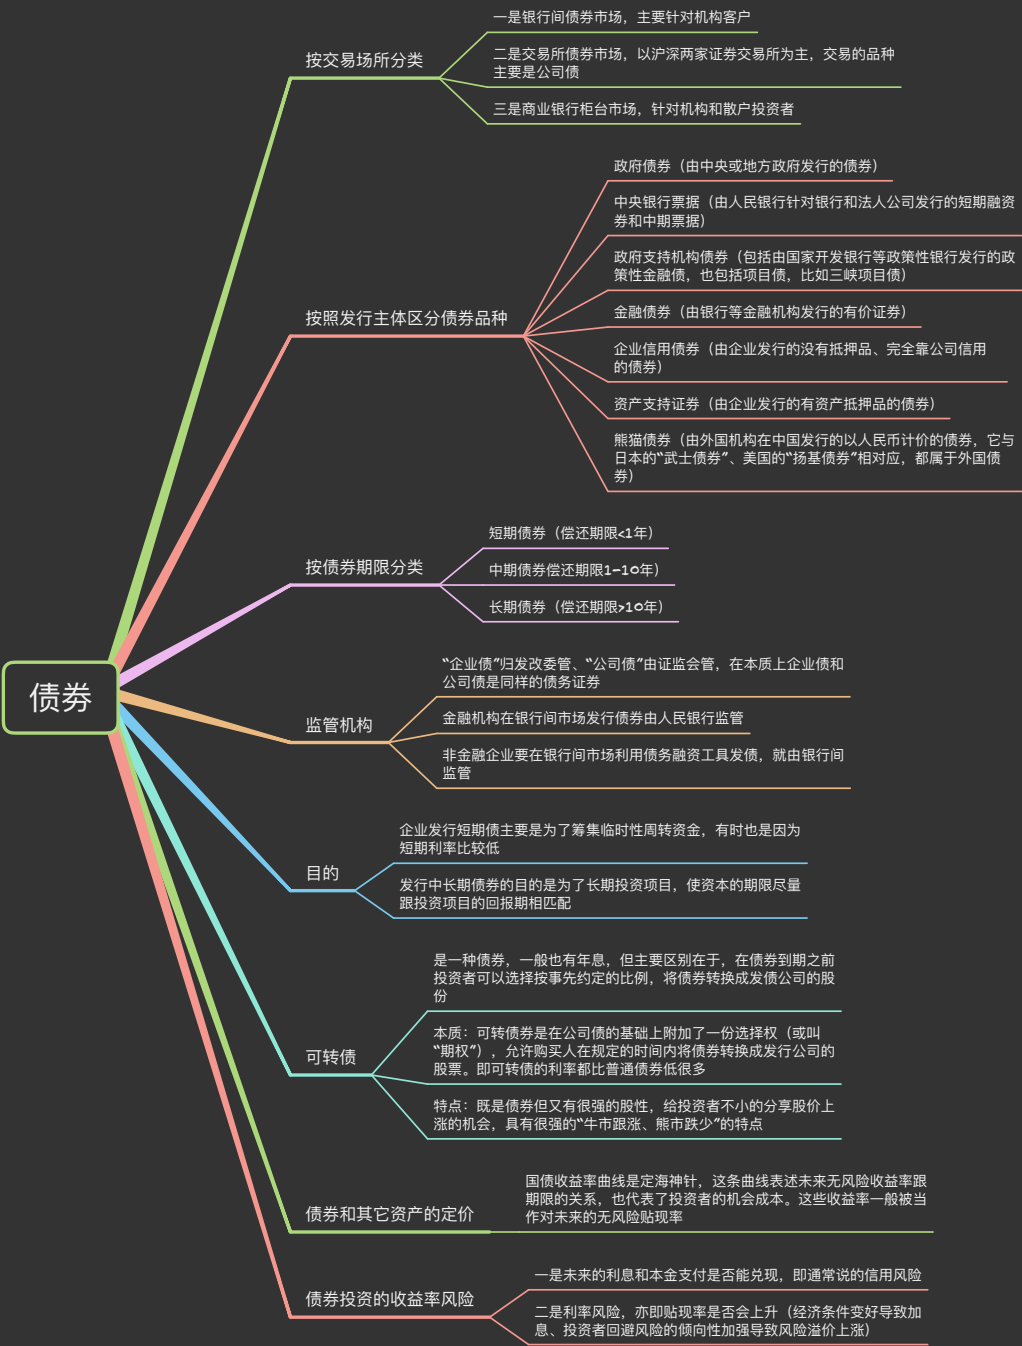 按交易场所分类
一是银行间债券市场，主要针对机构客户
二是交易所债券市场，以沪深两家证券交易所为主，交易的品种
主要是公司债
三是商业银行柜台市场，针对机构和散户投资者
按照发行主体区分债券品种
政府债券（由中央或地方政府发行的债券）
中央银行票据（由人民银行针对银行和法人公司发行的短期融资
券和中期票据）
政府支持机构债券（包括由国家开发银行等政策性银行发行的政
策性金融债，也包括项目债，比如三峡项目债）
金融债券（由银行等金融机构发行的有价证券）
企业信用债券（由企业发行的没有抵押品、完全靠公司信用
的债券）
资产支持证券（由企业发行的有资产抵押品的债券）
熊猫债券（由外国机构在中国发行的以人民币计价的债券，它与
日本的“武士债券”、美国的“扬基债券”相对应，都属于外国债
券）
按债券期限分类
短期债券（偿还期限<1年）
中期债券偿还期限1-10年）
长期债券（偿还期限>10年）
债券
监管机构
“企业债”归发改委管、“公司债”由证监会管，在本质上企业债和
公司债是同样的债务证券
金融机构在银行间市场发行债券由人民银行监管
非金融企业要在银行间市场利用债务融资工具发债，就由银行间
监管
目的
企业发行短期债主要是为了筹集临时性周转资金，有时也是因为
短期利率比较低
发行中长期债券的目的是为了长期投资项目，使资本的期限尽量
跟投资项目的回报期相匹配
可转债
是一种债券，一般也有年息，但主要区别在于，在债券到期之前
投资者可以选择按事先约定的比例，将债券转换成发债公司的股
份
本质：可转债券是在公司债的基础上附加了一份选择权（或叫
“期权”），允许购买人在规定的时间内将债券转换成发行公司的
股票。即可转债的利率都比普通债券低很多
特点：既是债券但又有很强的股性，给投资者不小的分享股价上
涨的机会，具有很强的“牛市跟涨、熊市跌少”的特点
债券和其它资产的定价
国债收益率曲线是定海神针，这条曲线表述未来无风险收益率跟
期限的关系，也代表了投资者的机会成本。这些收益率一般被当
作对未来的无风险贴现率
债券投资的收益率风险
一是未来的利息和本金支付是否能兑现，即通常说的信用风险
二是利率风险，亦即贴现率是否会上升（经济条件变好导致加
息、投资者回避风险的倾向性加强导致风险溢价上涨）